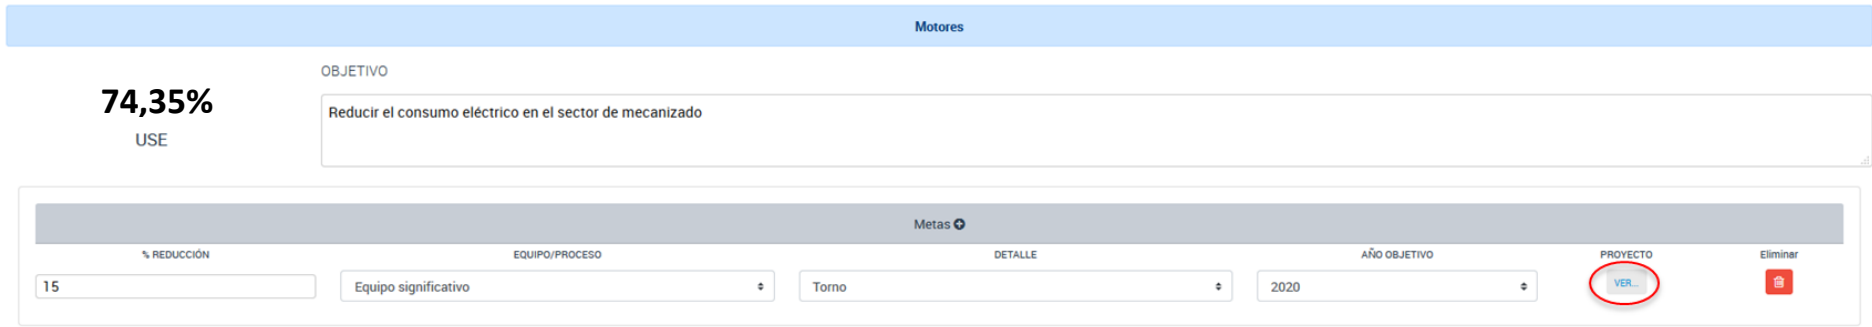 Motores
OBJETIVO
74,35%
USE
Reducir el consumo eléctrico en el sector de mecanizado
Metas
% REDUCCIÓN EQUIPO/PROCESO DETALLE AÑO OBJETIVO PROYECTO Eliminar
15 Equipo significativo Torno 2020 VER...